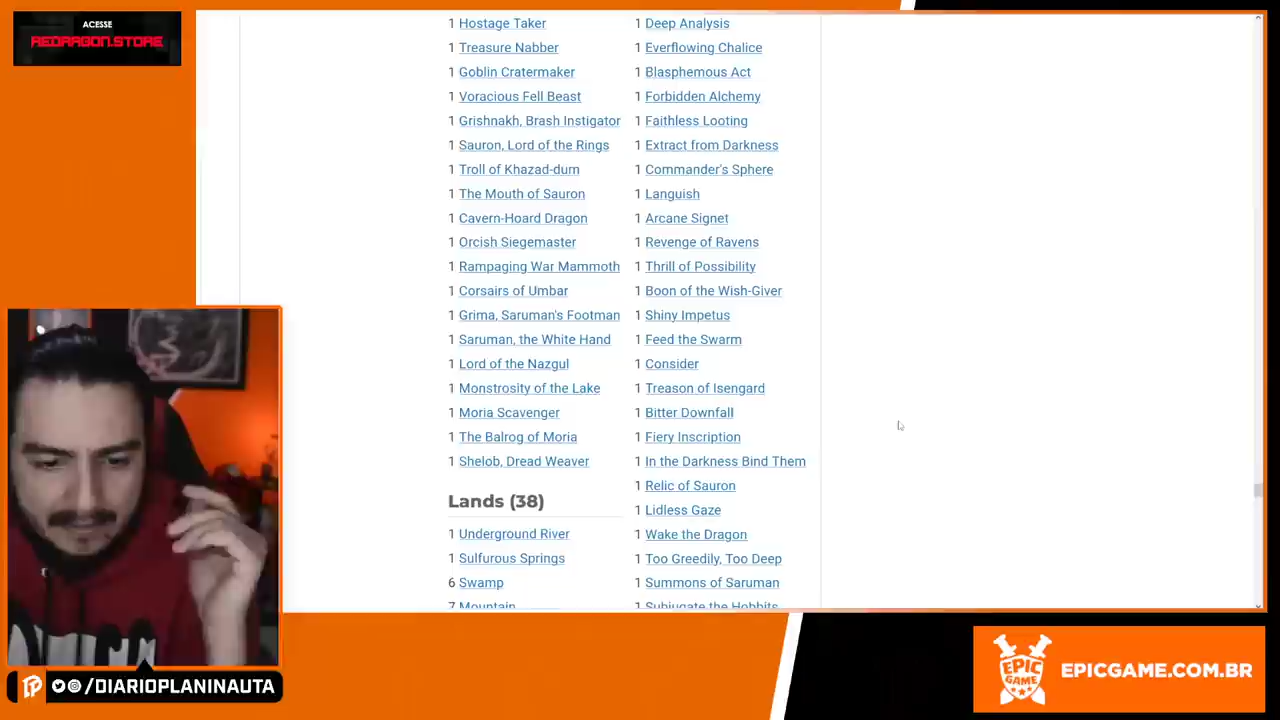 ACESSE
REDRAGON.STORE
1 Hostage Taker
1 Treasure Nabber
1 Goblin Cratermaker
1 Voracious Fell Beast
1 Grishnakh, Brash Instigator
1 Sauron, Lord of the Rings
1 Troll of Khazad-dum
1 The Mouth of Sauron
1 Cavern-Hoard Dragon
1 Orcish Siegemaster
1 Rampaging War Mammoth
1 Corsairs of Umbar
1 Grima, Saruman's Footman
1 Saruman, the White Hand
1 Lord of the Nazgul
1 Monstrosity of the Lake
1 Moria Scavenger
1 The Balrog of Moria
1 Shelob, Dread Weaver
Lands (38)
1 Underground River
1 Sulfurous Springs
6 Swamp
7 Mountain
1 Deep Analysis
1 Everflowing Chalice
1 Blasphemous Act
1 Forbidden Alchemy
1 Faithless Looting
1 Extract from Darkness
1 Commander's Sphere
1 Languish
1 Arcane Signet
1 Revenge of Ravens
1 Thrill of Possibility
1 Boon of the Wish-Giver
1 Shiny Impetus
1 Feed the Swarm
1 Consider
1 Treason of Isengard
1 Bitter Downfall
1 Fiery Inscription
1 In the Darkness Bind Them
1 Relic of Sauron
1 Lidless Gaze
1 Wake the Dragon
1 Too Greedily, Too Deep
1 Summons of Saruman
1 Subjugate the Hobbits
/DIARIOPLANINAUTA
EPIC
GAME
EPICGAME.COM.BR